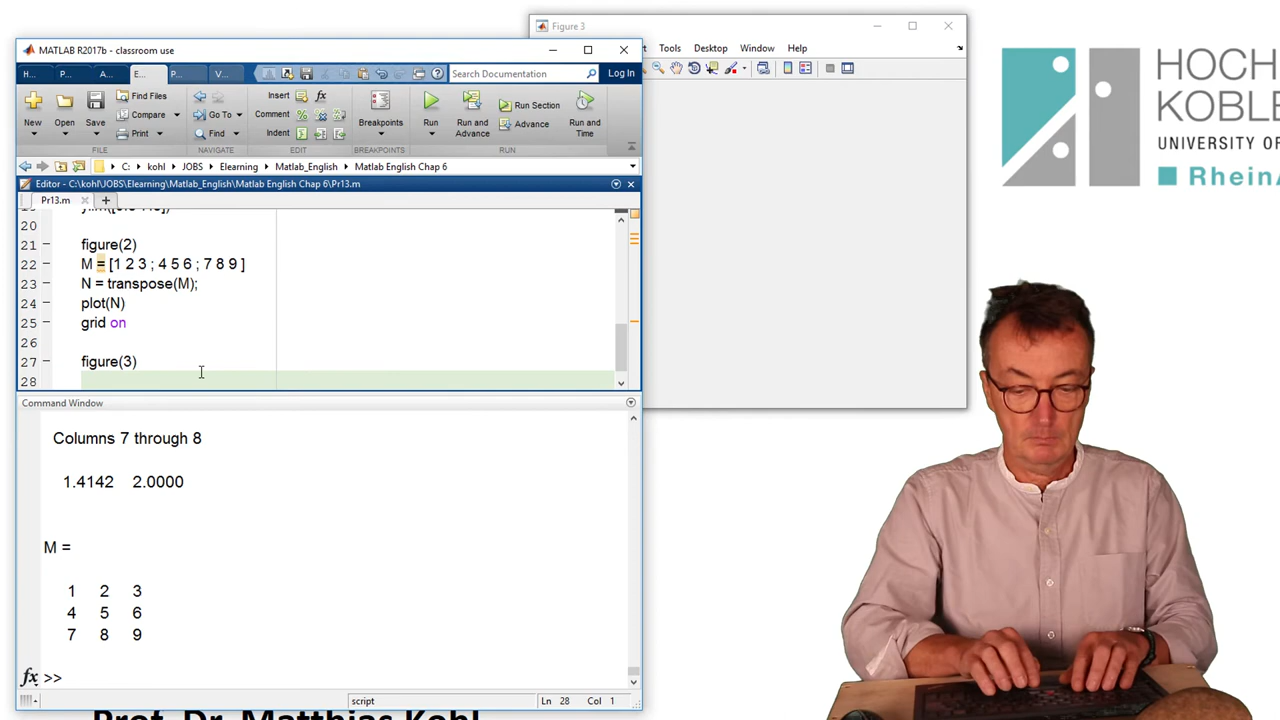 Figure 3
Tools Desktop Window Help
MATLAB R2017b - classroom use
H... P... A... E... P... V...
Search Documentation
Log In
New Open Save
Find Files
Compare
Print
Go To
Find
Insert
Comment
Indent
Breakpoints
Run
Run and Advance
Run Section
Advance
Run and Time
FILE NAVIGATE EDIT BREAKPOINTS RUN
C: kohl JOBS Elearning Matlab_English Matlab English Chap 6
Editor - C:\kohl\JOBS\Elearning\Matlab_English\Matlab English Chap 6\Pr13.m
Pr13.m
20
21 figure(2)
22 M = [1 2 3 ; 4 5 6 ; 7 8 9 ]
23 N = transpose(M);
24 plot(N)
25 grid on
26
27 figure(3)
28
Command Window
Columns 7 through 8
1.4142 2.0000
M =
1 2 3
4 5 6
7 8 9
fx >>
script Ln 28 Col 1
HOCH
KOBLE
UNIVERSITY OF
RheinA
Prof. Dr. Matthias Kohl